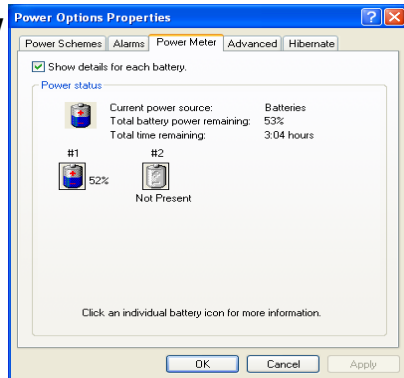 Power Options Properties
Power Schemes Alarms Power Meter Advanced Hibernate
Show details for each battery.
Power status
Current power source: Batteries
Total battery power remaining: 53%
Total time remaining: 3:04 hours
#1 #2
52%
Not Present
Click an individual battery icon for more information.
OK Cancel Apply